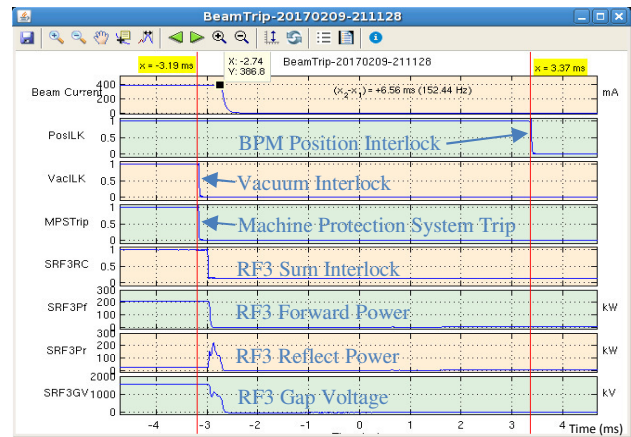 BeamTrip-20170209-211128
x = -3.19 ms
X: -2.74
Y: 386.8
BeamTrip-20170209-211128
x = 3.37 ms
Beam Current
400
200
0
(x2-x1) = +6.56 ms (152.44 Hz)
mA
PosILK
1
0.5
0
BPM Position Interlock
VacILK
1
0.5
0
Vacuum Interlock
MPSTrip
1
0.5
0
Machine Protection System Trip
SRF3RC
1
0.5
0
RF3 Sum Interlock
SRF3Pf
300
200
100
0
RF3 Forward Power
kW
SRF3Pr
300
200
100
0
RF3 Reflect Power
kW
SRF3GV
2000
1000
0
RF3 Gap Voltage
kV
-4 -3 -2 -1 0 1 2 3 4 Time (ms)